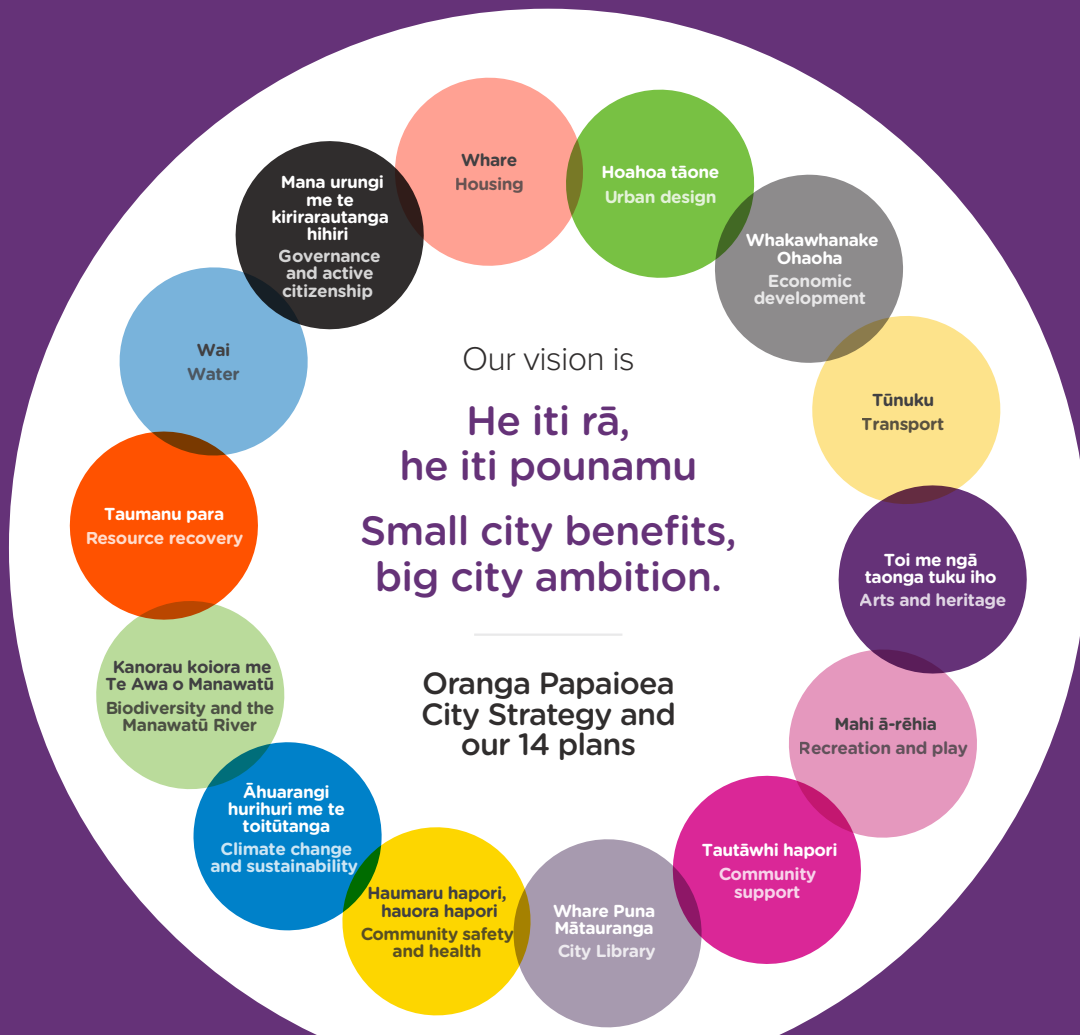 Whare
Housing
Hoahoa tāone
Urban design
Whakawhanake
Ohaoha
Economic
development
Tūnuku
Transport
Toi me ngā
taonga tuku iho
Arts and heritage
Mahi ā-rēhia
Recreation and play
Tautāwhi hapori
Community
support
Whare Puna
Mātauranga
City Library
Haumaru hapori,
hauora hapori
Community safety
and health
Āhuarangi
hurihuri me te
toitūtanga
Climate change
and sustainability
Kanorau koiora me
Te Awa o Manawatū
Biodiversity and the
Manawatū River
Taumanu para
Resource recovery
Wai
Water
Mana urungi
me te
kirirarautanga
hihiri
Governance
and active
citizenship
Our vision is
He iti rā,
he iti pounamu
Small city benefits,
big city ambition.
Oranga Papaioea
City Strategy and
our 14 plans